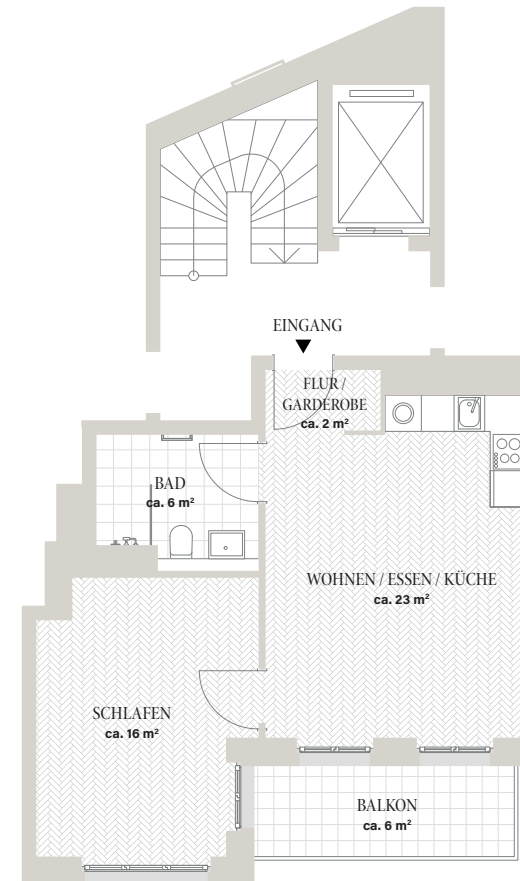 EINGANG
FLUR /
GARDEROBE
ca. 2 m²
BAD
ca. 6 m²
WOHNEN / ESSEN / KÜCHE
ca. 23 m²
SCHLAFEN
ca. 16 m²
BALKON
ca. 6 m²